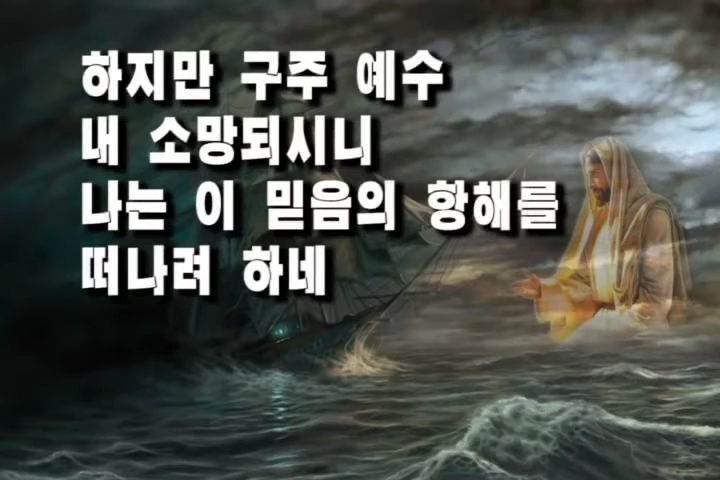 하지만 구주 예수
내 소망되시니
나는 이 믿음의 항해를
떠나려 하네